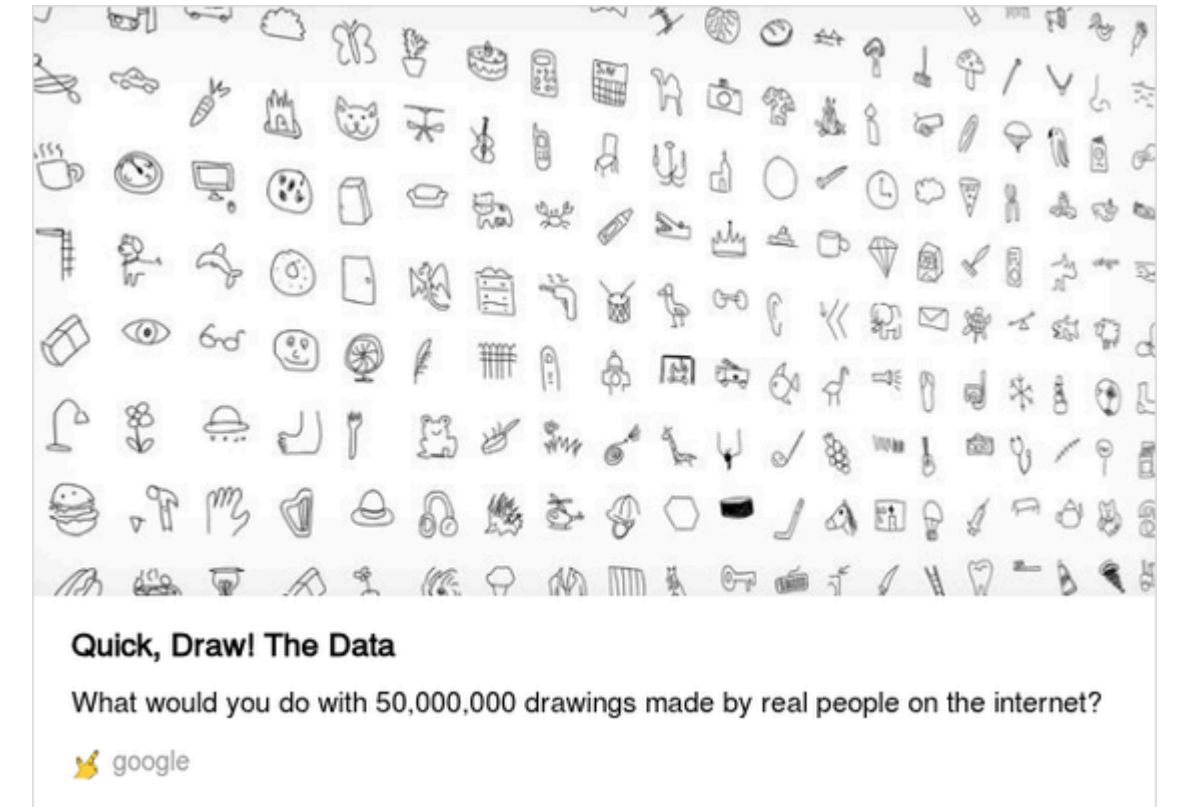 Quick, Draw! The Data
What would you do with 50,000,000 drawings made by real people on the internet?
google